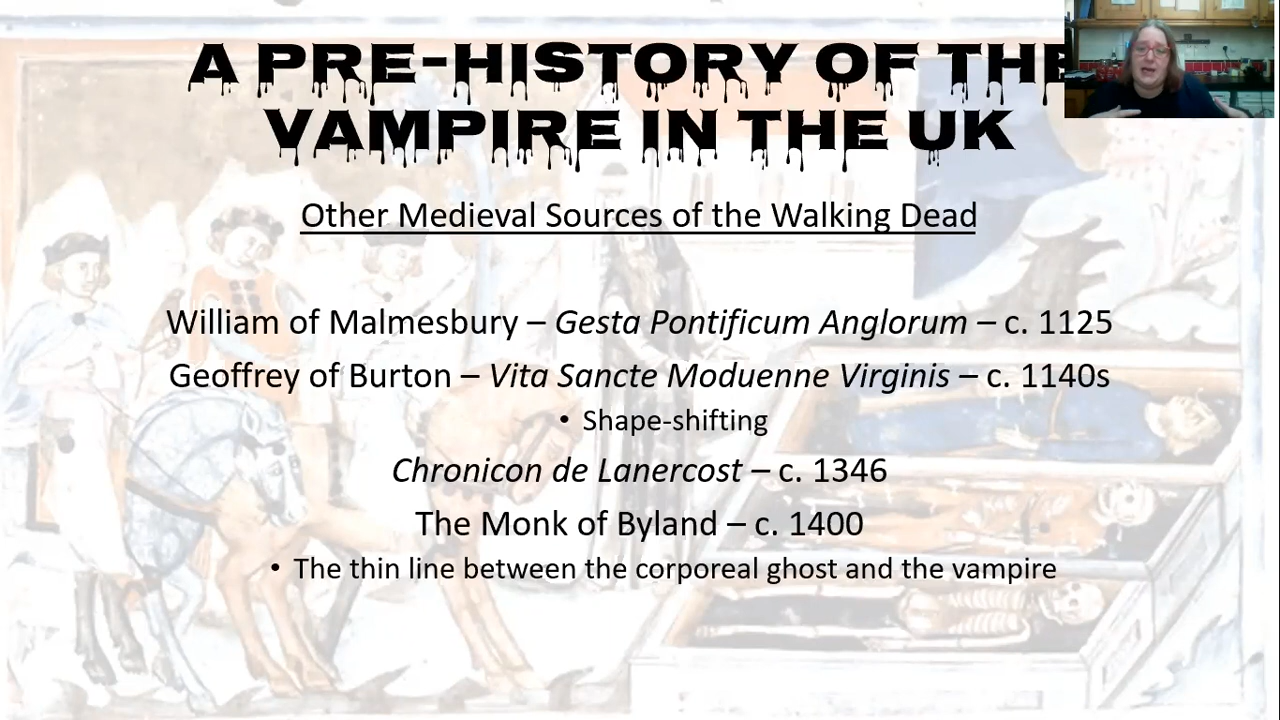 A PRE-HISTORY OF THE
VAMPIRE IN THE UK
Other Medieval Sources of the Walking Dead
William of Malmesbury – Gesta Pontificum Anglorum – c. 1125
Geoffrey of Burton – Vita Sancte Moduenne Virginis – c. 1140s
• Shape-shifting
Chronicon de Lanercost – c. 1346
The Monk of Byland – c. 1400
• The thin line between the corporeal ghost and the vampire